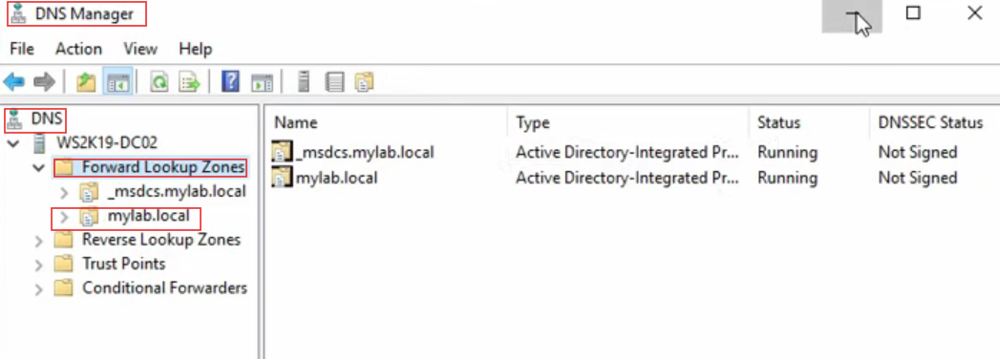 DNS Manager
File Action View Help
DNS
WS2K19-DC02
Forward Lookup Zones
_msdcs.mylab.local
mylab.local
Reverse Lookup Zones
Trust Points
Conditional Forwarders
Name Type Status DNSSEC Status
_msdcs.mylab.local Active Directory-Integrated Pr... Running Not Signed
mylab.local Active Directory-Integrated Pr... Running Not Signed